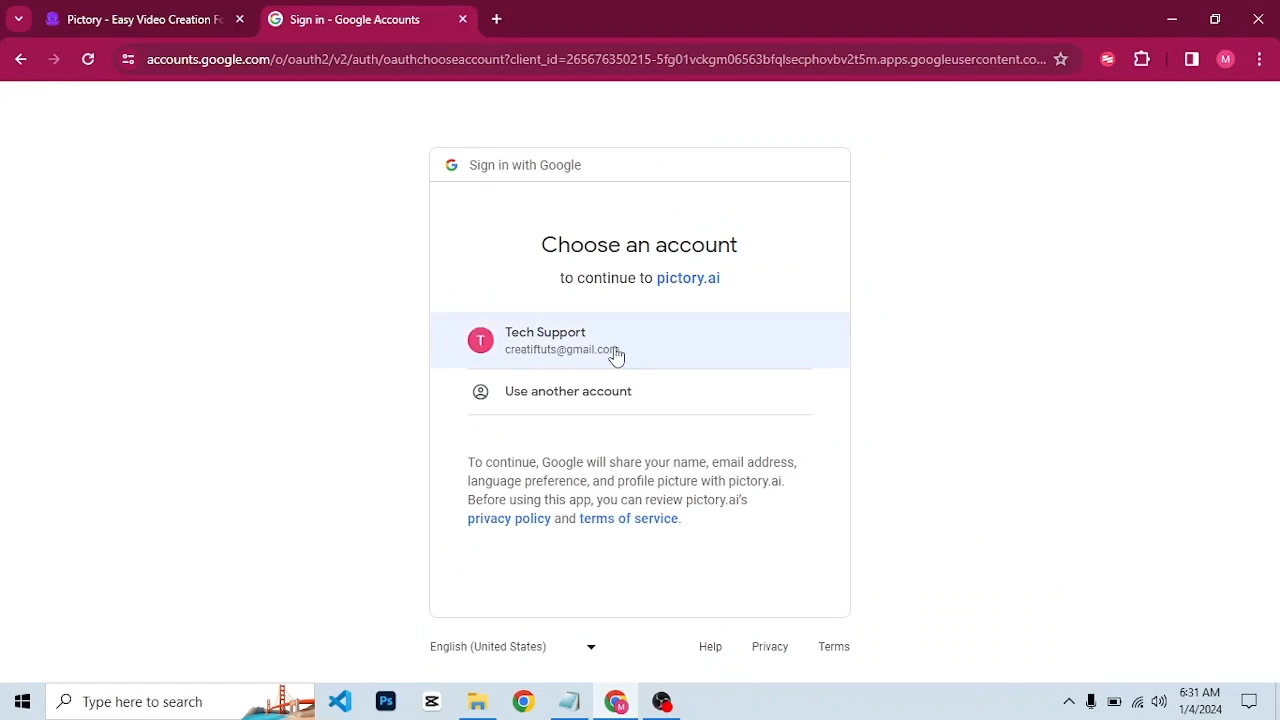 Pictory - Easy Video Creation Fo
Sign in - Google Accounts
accounts.google.com/o/oauth2/v2/auth/oauthchooseaccount?client_id=265676350215-5fg01vckgm06563bfqlsecphovbv2t5m.apps.googleusercontent.co...
M
Sign in with Google
Choose an account
to continue to pictory.ai
T
Tech Support
creatiftuts@gmail.com
Use another account
To continue, Google will share your name, email address,
language preference, and profile picture with pictory.ai.
Before using this app, you can review pictory.ai's
privacy policy and terms of service.
English (United States)
Help
Privacy
Terms
Type here to search
Ps
M
6:31 AM
1/4/2024